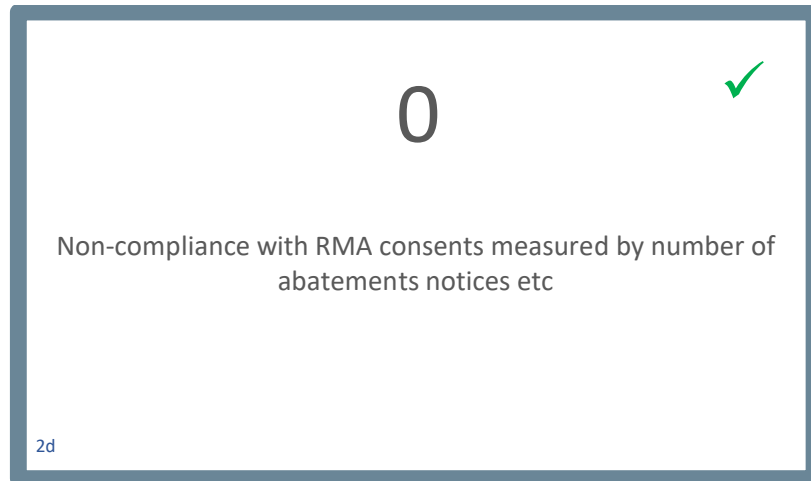 0
Non-compliance with RMA consents measured by number of
abatements notices etc
2d